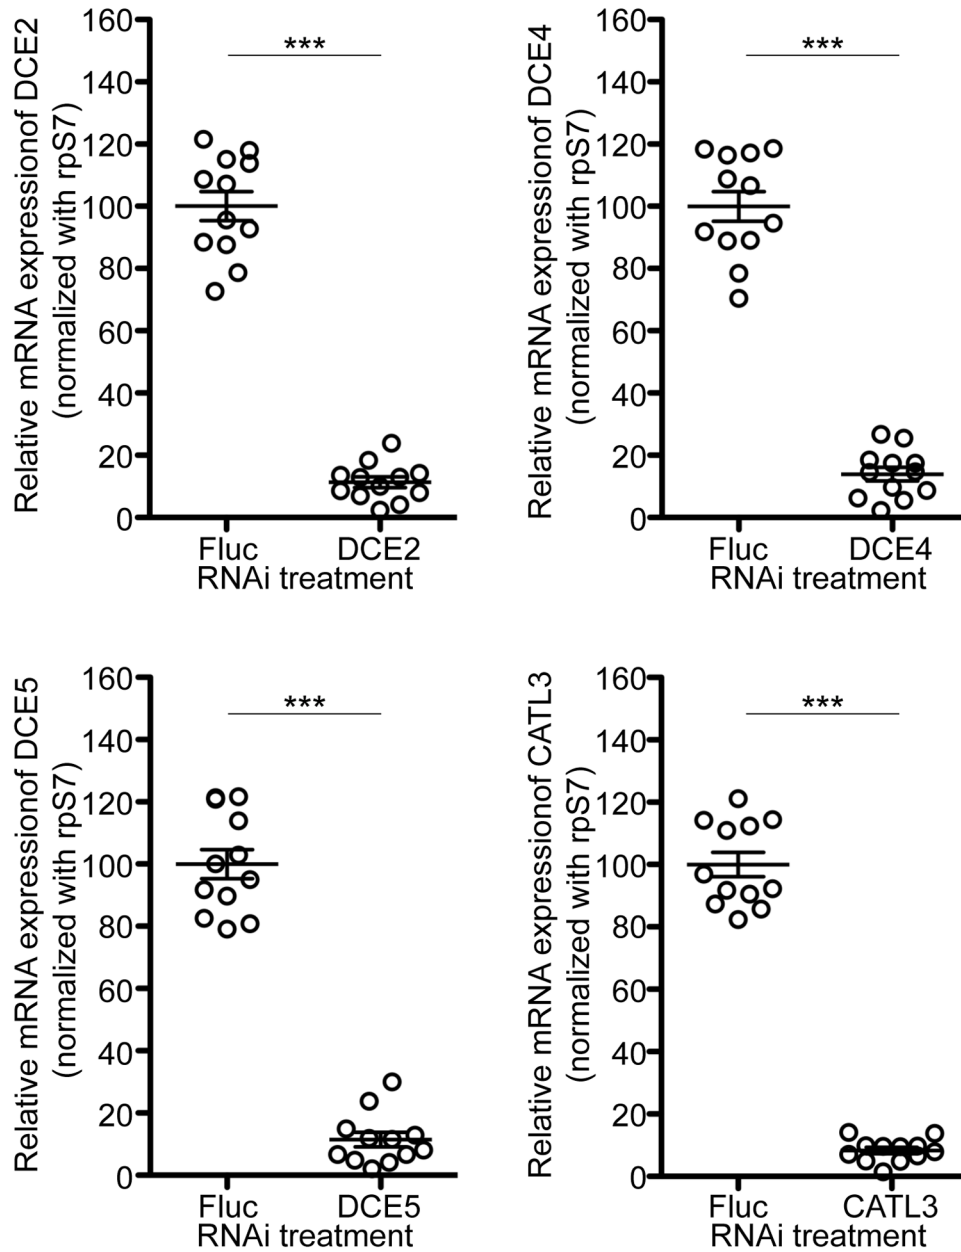 Relative mRNA expressionof DCE2
(normalized with rpS7)
160
140
120
100
80
60
40
20
0
***
Fluc
DCE2
RNAi treatment
Relative mRNA expressionof DCE4
(normalized with rpS7)
160
140
120
100
80
60
40
20
0
***
Fluc
DCE4
RNAi treatment
Relative mRNA expressionof DCE5
(normalized with rpS7)
160
140
120
100
80
60
40
20
0
***
Fluc
DCE5
RNAi treatment
Relative mRNA expressionof CATL3
(normalized with rpS7)
160
140
120
100
80
60
40
20
0
***
Fluc
CATL3
RNAi treatment